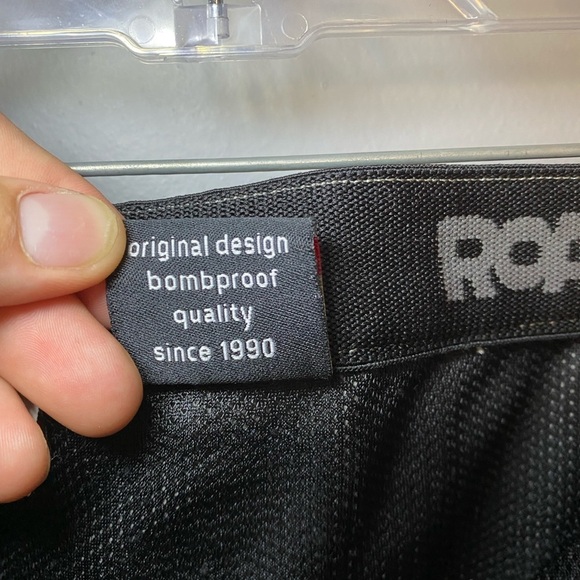 original design
bombproof
quality
since 1990